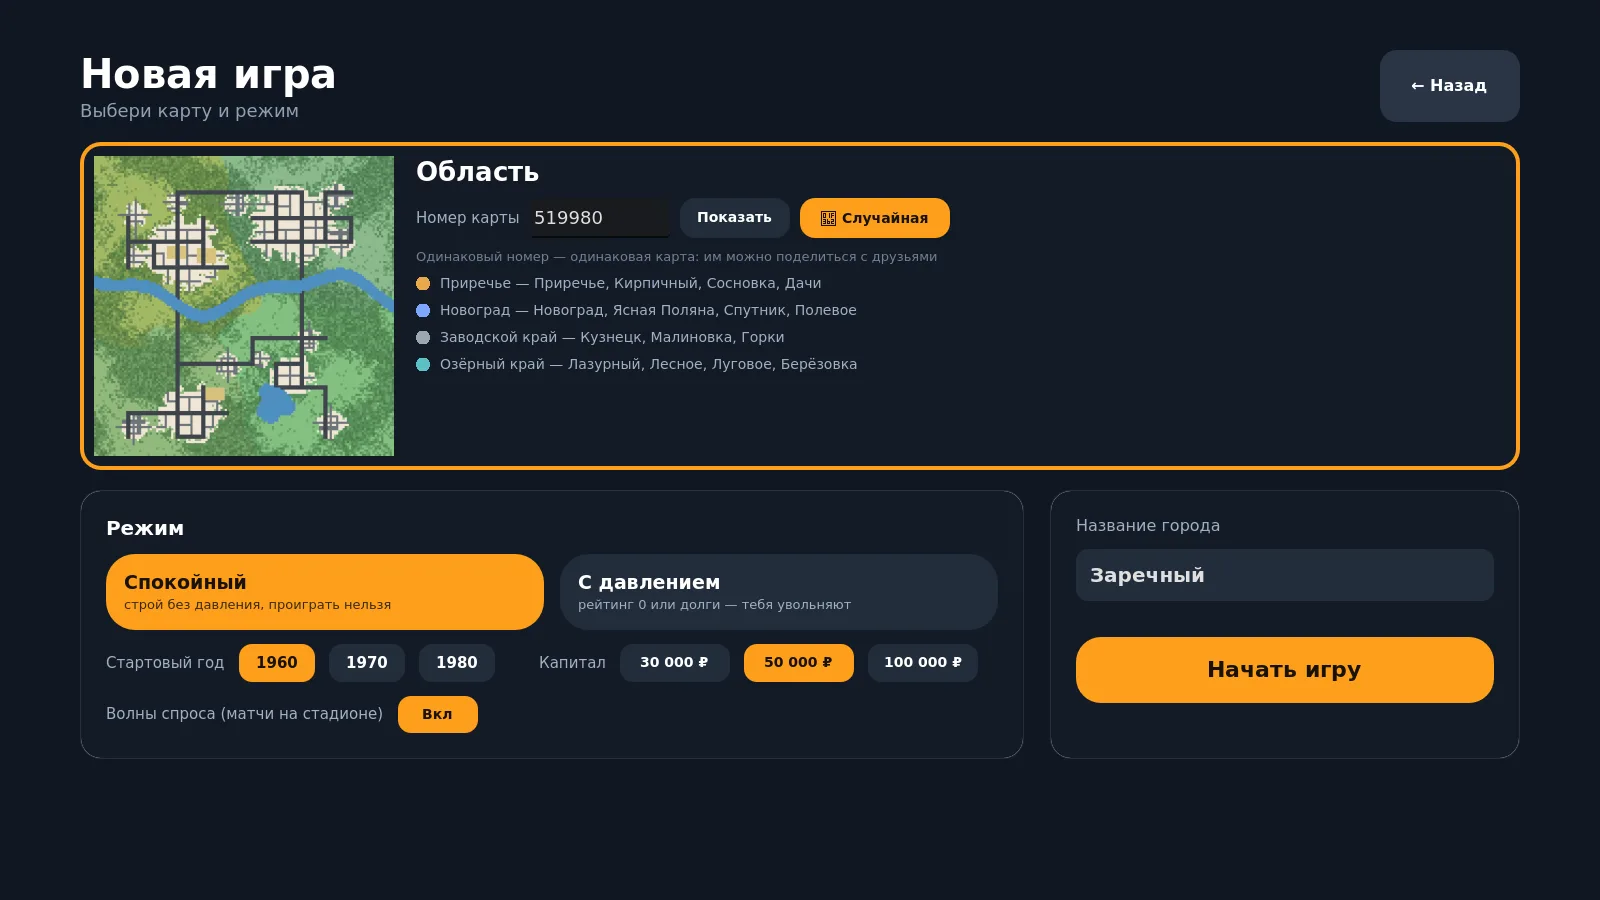 Новая игра
Выбери карту и режим
← Назад
Область
Номер карты 519980 Показать Случайная
Одинаковый номер — одинаковая карта: им можно поделиться с друзьями
Приречье — Приречье, Кирпичный, Сосновка, Дачи
Новоград — Новоград, Ясная Поляна, Спутник, Полевое
Заводской край — Кузнецк, Малиновка, Горки
Озёрный край — Лазурный, Лесное, Луговое, Берёзовка
Режим
Спокойный
строй без давления, проиграть нельзя
С давлением
рейтинг 0 или долги — тебя увольняют
Стартовый год 1960 1970 1980 Капитал 30 000 ₽ 50 000 ₽ 100 000 ₽
Волны спроса (матчи на стадионе) Вкл
Название города
Заречный
Начать игру